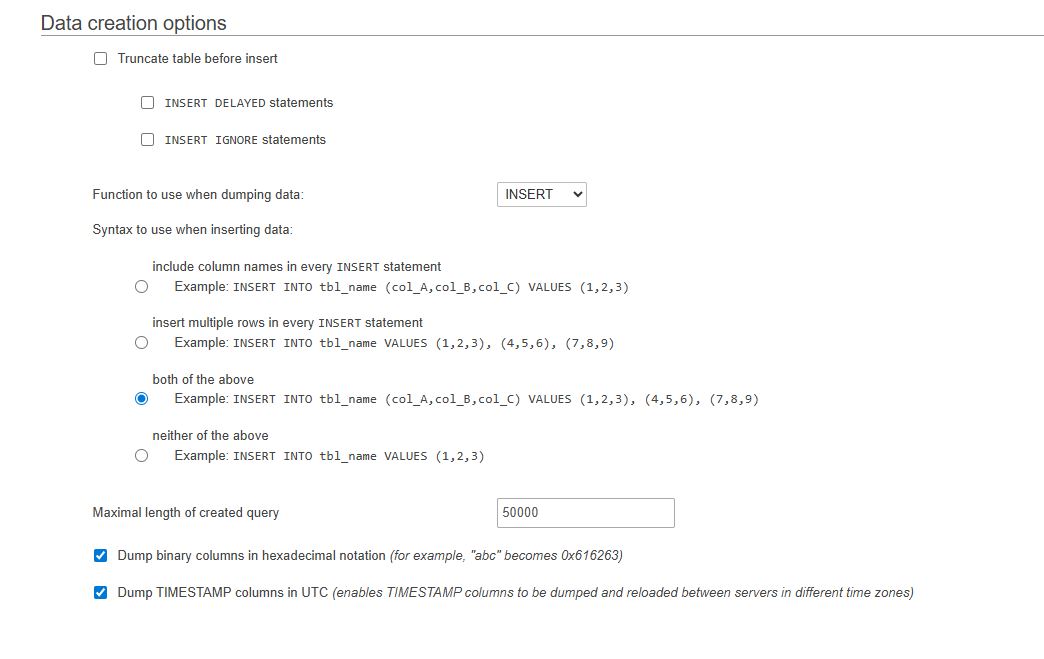 Data creation options
Truncate table before insert
INSERT DELAYED statements
INSERT IGNORE statements
Function to use when dumping data: INSERT
Syntax to use when inserting data:
include column names in every INSERT statement
Example: INSERT INTO tbl_name (col_A,col_B,col_C) VALUES (1,2,3)
insert multiple rows in every INSERT statement
Example: INSERT INTO tbl_name VALUES (1,2,3), (4,5,6), (7,8,9)
both of the above
Example: INSERT INTO tbl_name (col_A,col_B,col_C) VALUES (1,2,3), (4,5,6), (7,8,9)
neither of the above
Example: INSERT INTO tbl_name VALUES (1,2,3)
Maximal length of created query 50000
Dump binary columns in hexadecimal notation (for example, "abc" becomes 0x616263)
Dump TIMESTAMP columns in UTC (enables TIMESTAMP columns to be dumped and reloaded between servers in different time zones)